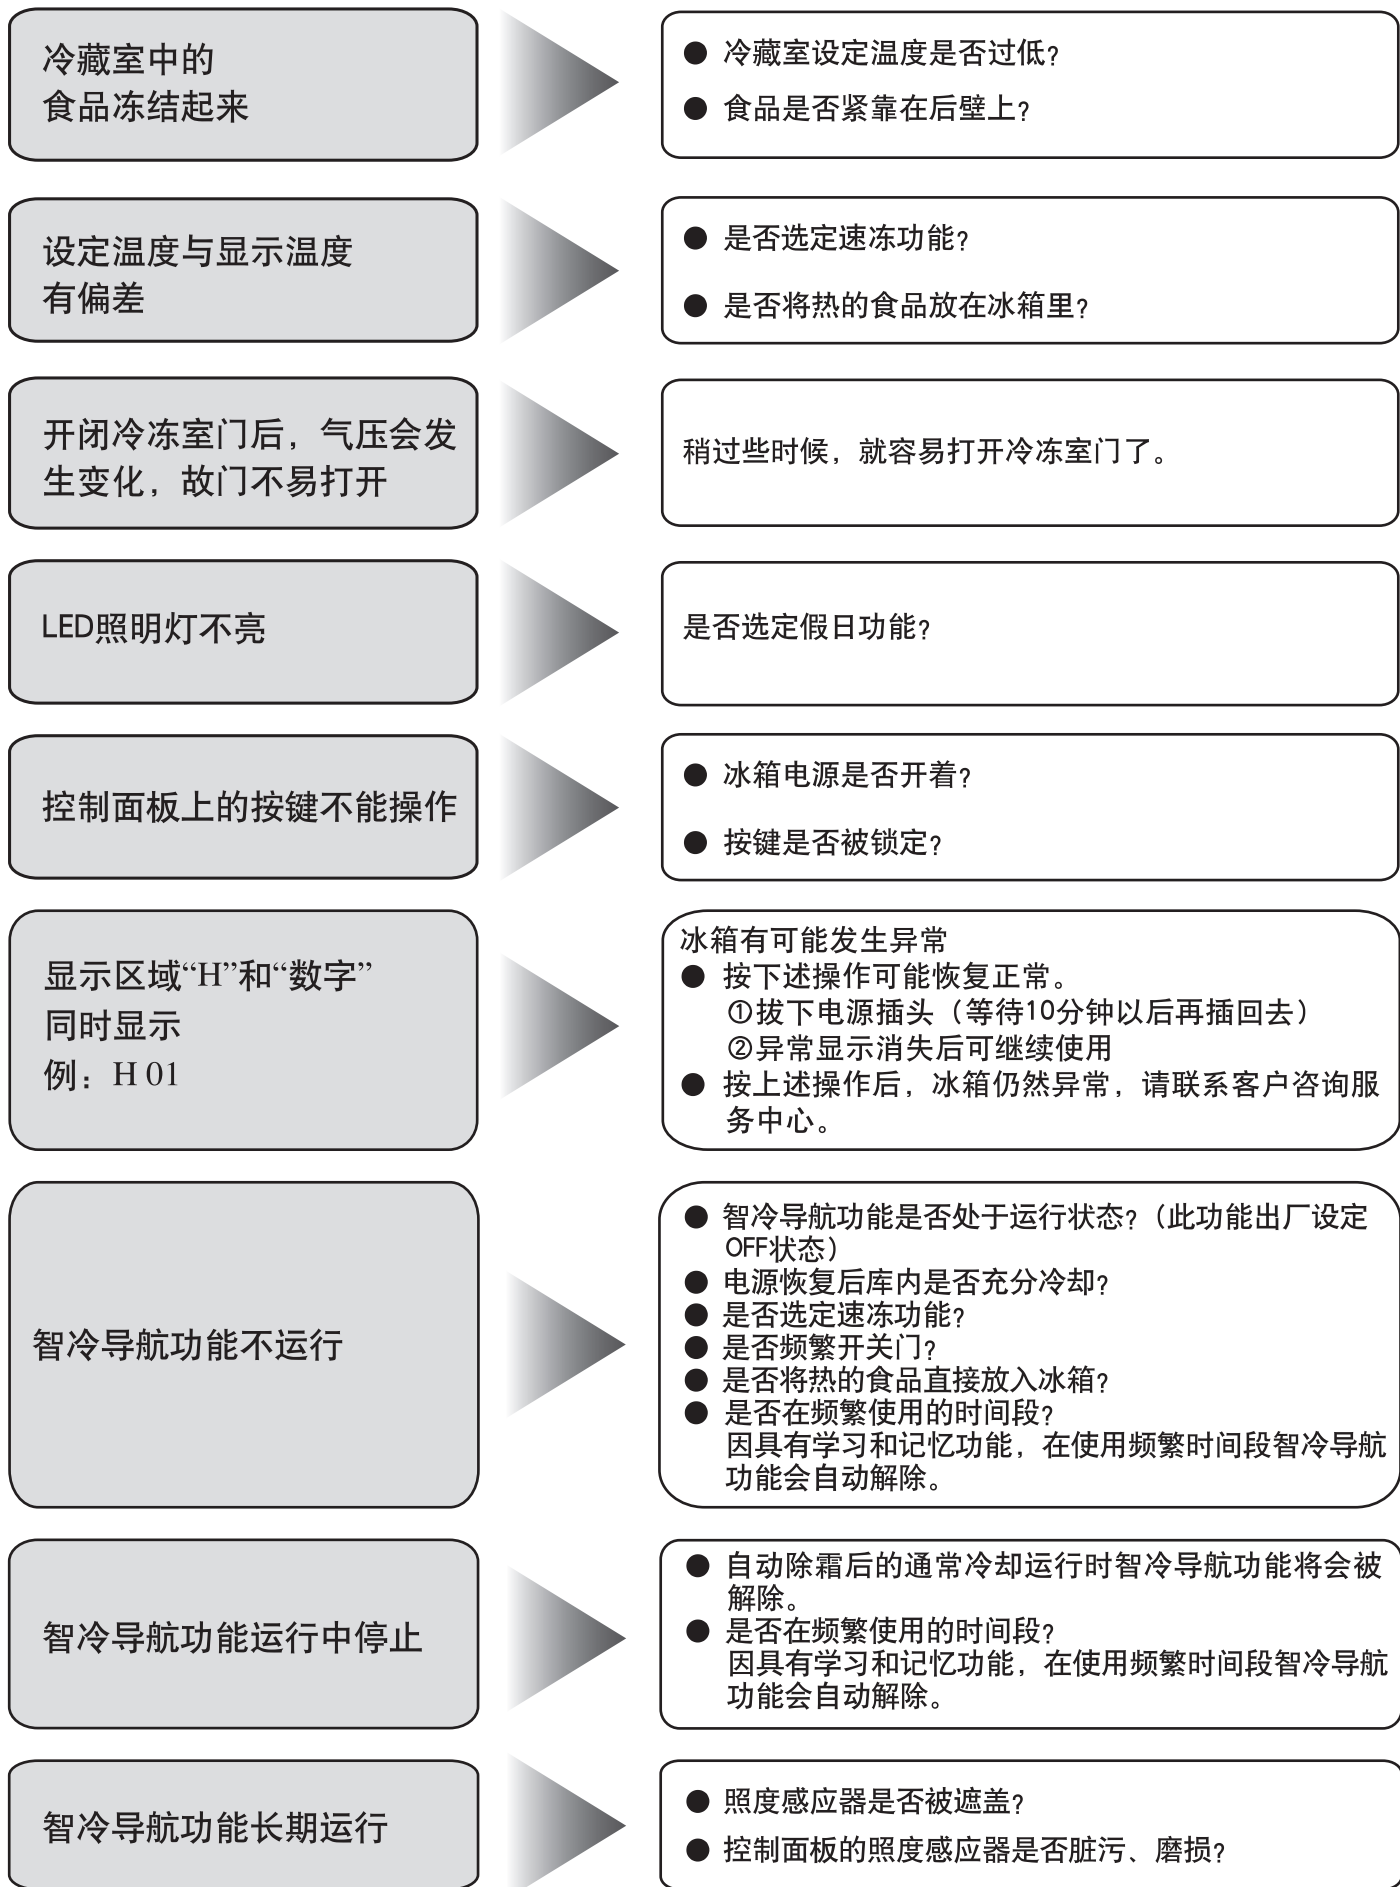 冷藏室中的
食品冻结起来
● 冷藏室设定温度是否过低?
● 食品是否紧靠在后壁上?
设定温度与显示温度
有偏差
● 是否选定速冻功能?
● 是否将热的食品放在冰箱里?
开闭冷冻室门后，气压会发
生变化，故门不易打开
稍过些时候，就容易打开冷冻室门了。
LED照明灯不亮
是否选定假日功能?
控制面板上的按键不能操作
● 冰箱电源是否开着?
● 按键是否被锁定?
显示区域“H”和“数字”
同时显示
例：H 01
冰箱有可能发生异常
● 按下述操作可能恢复正常。
①拔下电源插头（等待10分钟以后再插回去）
②异常显示消失后可继续使用
● 按上述操作后，冰箱仍然异常，请联系客户咨询服
务中心。
智冷导航功能不运行
● 智冷导航功能是否处于运行状态?（此功能出厂设定
OFF状态）
● 电源恢复后库内是否充分冷却?
● 是否选定速冻功能?
● 是否频繁开关门?
● 是否将热的食品直接放入冰箱?
● 是否在频繁使用的时间段?
因具有学习和记忆功能，在使用频繁时间段智冷导航
功能会自动解除。
智冷导航功能运行中停止
● 自动除霜后的通常冷却运行时智冷导航功能将会被
解除。
● 是否在频繁使用的时间段?
因具有学习和记忆功能，在使用频繁时间段智冷导航
功能会自动解除。
智冷导航功能长期运行
● 照度感应器是否被遮盖?
● 控制面板的照度感应器是否脏污、磨损?